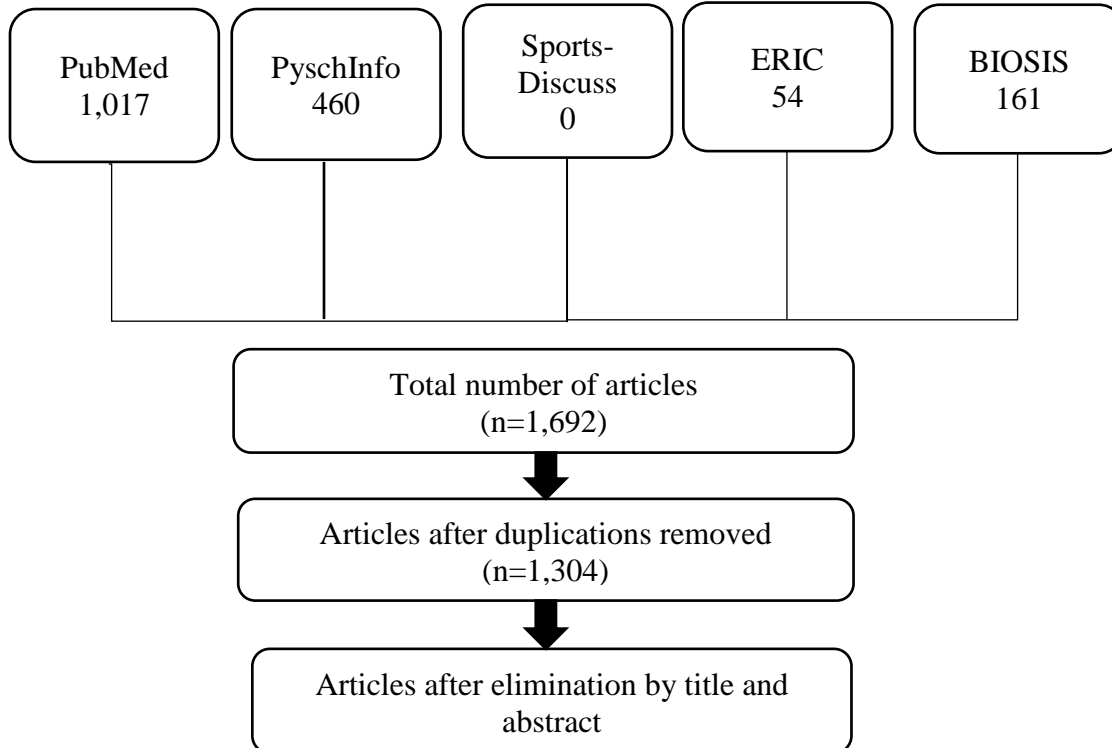 PubMed
1,017
PyschInfo
460
Sports-
Discuss
0
ERIC
54
BIOSIS
161
Total number of articles
(n=1,692)
Articles after duplications removed
(n=1,304)
Articles after elimination by title and
abstract